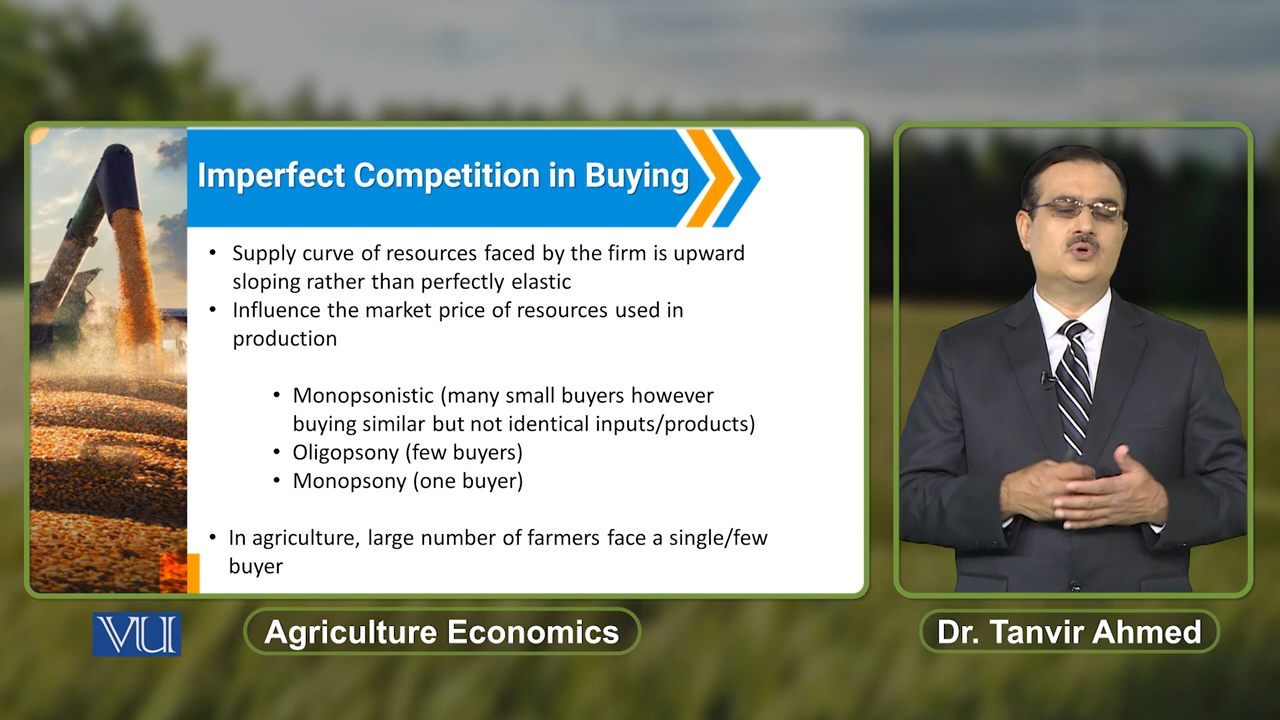 Imperfect Competition in Buying
• Supply curve of resources faced by the firm is upward
sloping rather than perfectly elastic
• Influence the market price of resources used in
production
• Monopsonistic (many small buyers however
buying similar but not identical inputs/products)
• Oligopsony (few buyers)
• Monopsony (one buyer)
• In agriculture, large number of farmers face a single/few
buyer
VU
Agriculture Economics
Dr. Tanvir Ahmed